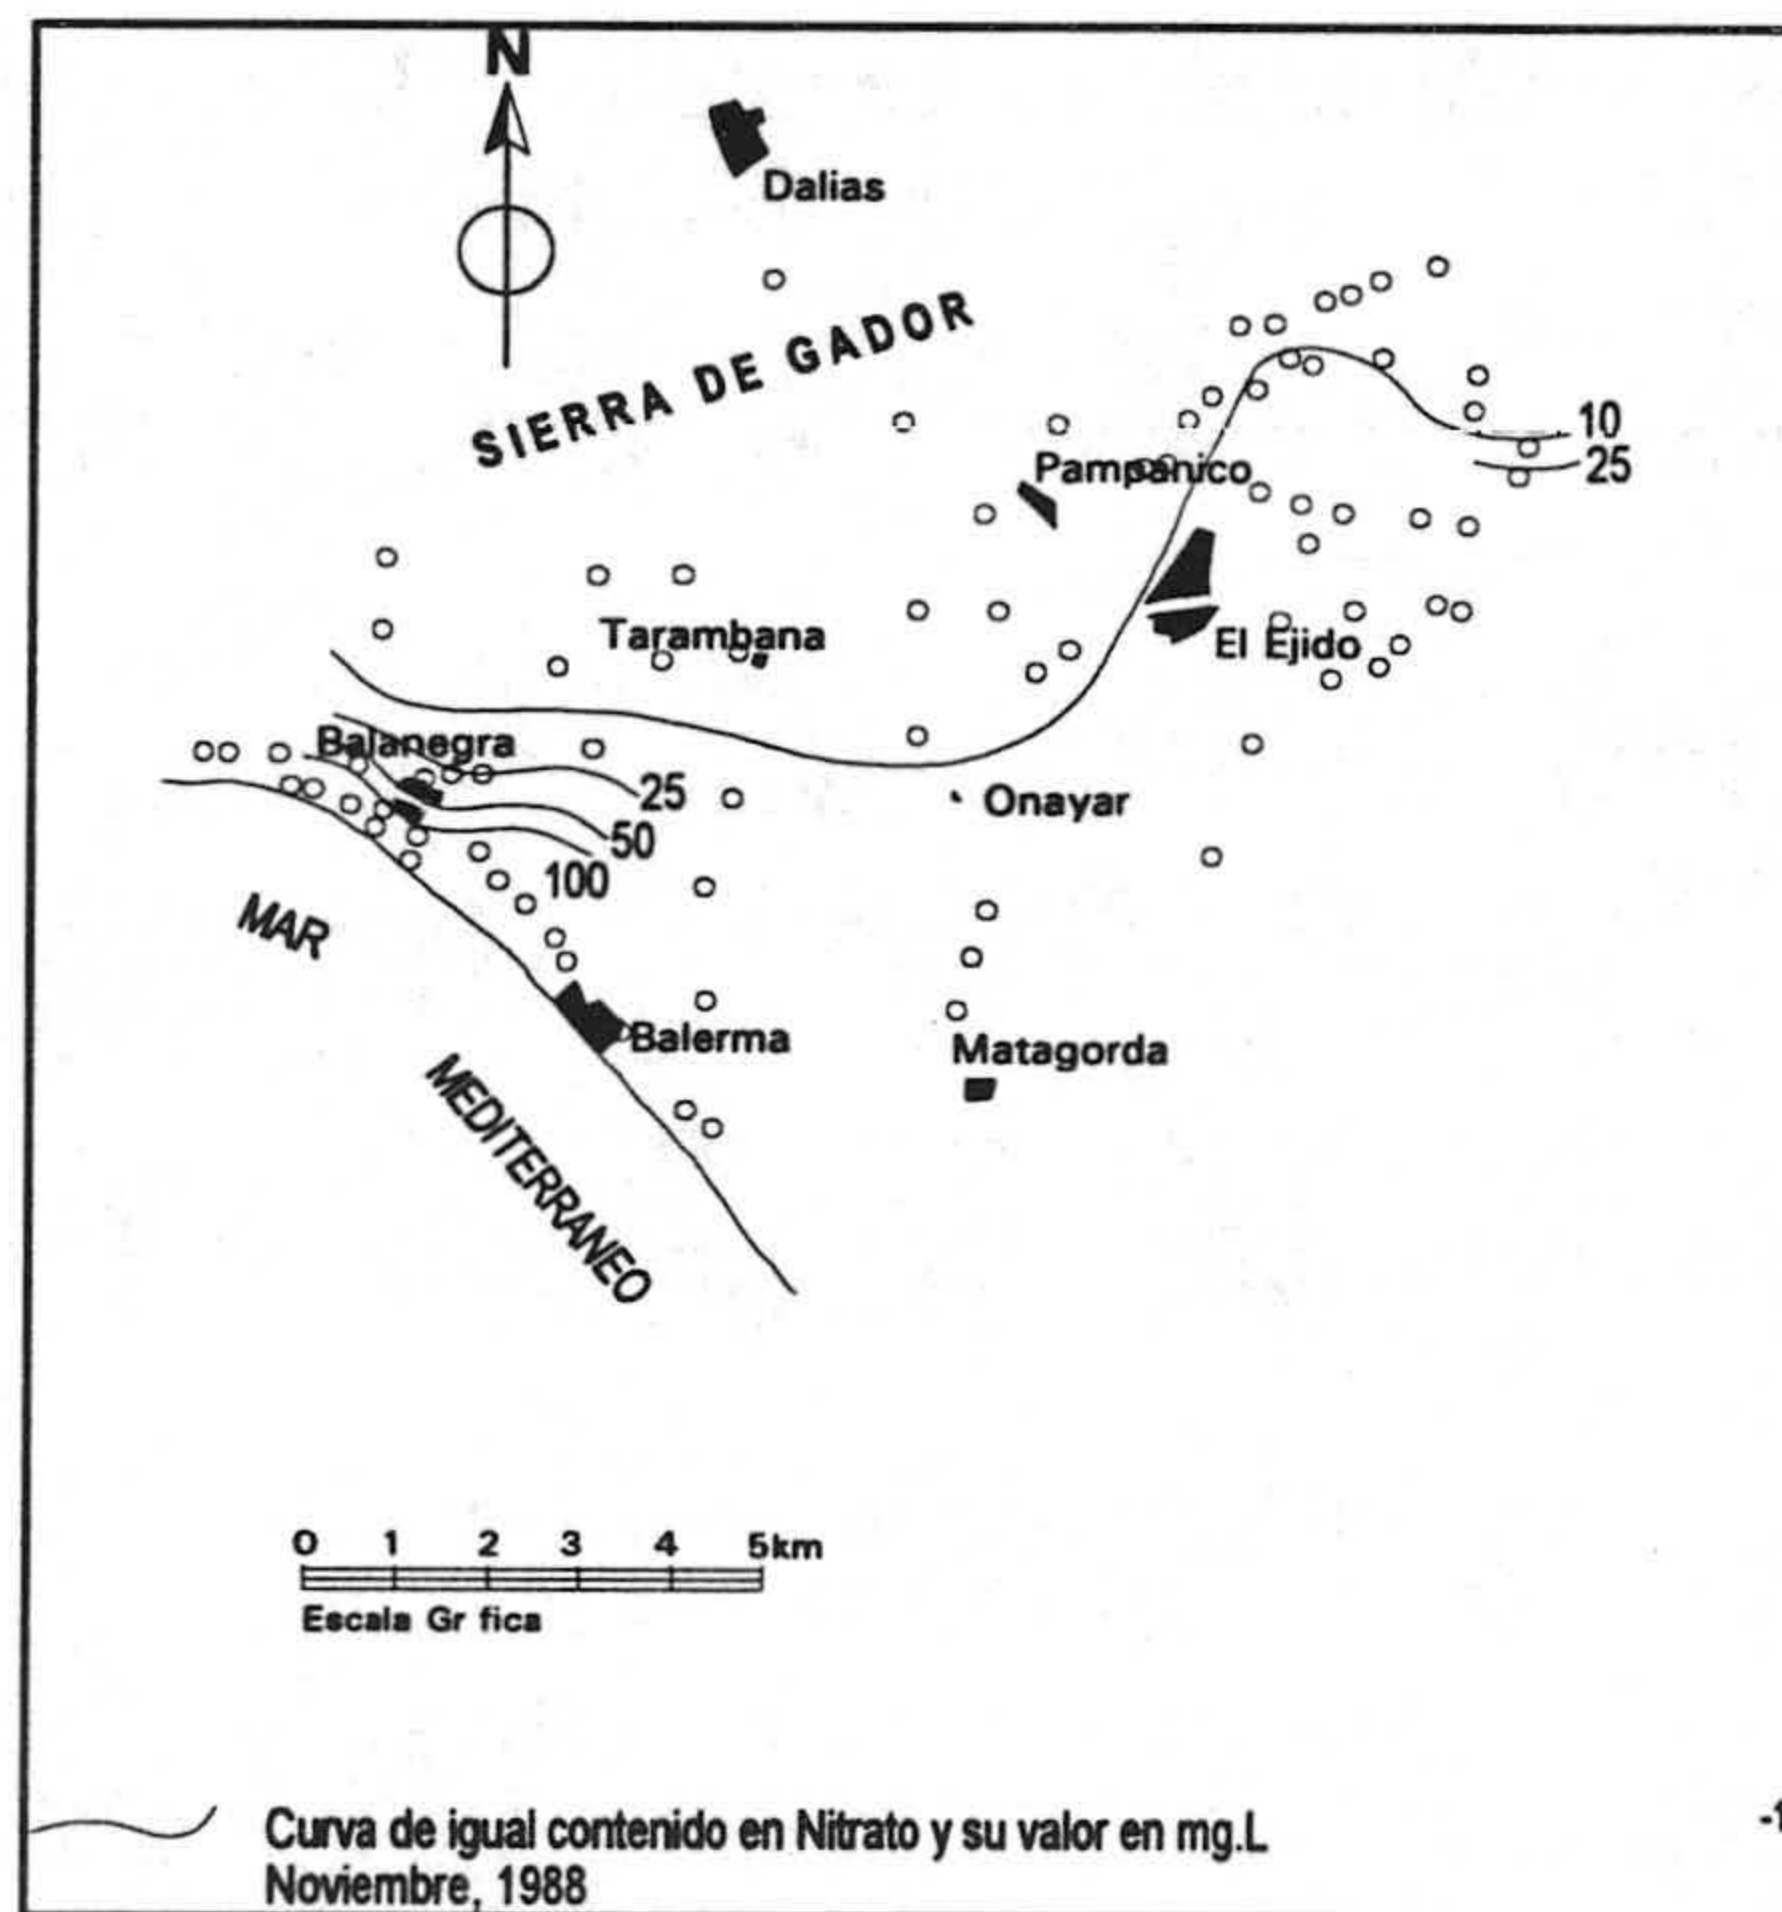 N
Dalias
SIERRA DE GADOR
10
Pampanico
25
Tarambana
El Ejido
Balanegra
25
Onayar
50
100
MAR
Balerma
Matagorda
MEDITERRANEO
0 1 2 3 4 5km
Escala Gr fica
Curva de igual contenido en Nitrato y su valor en mg.L
Noviembre, 1988